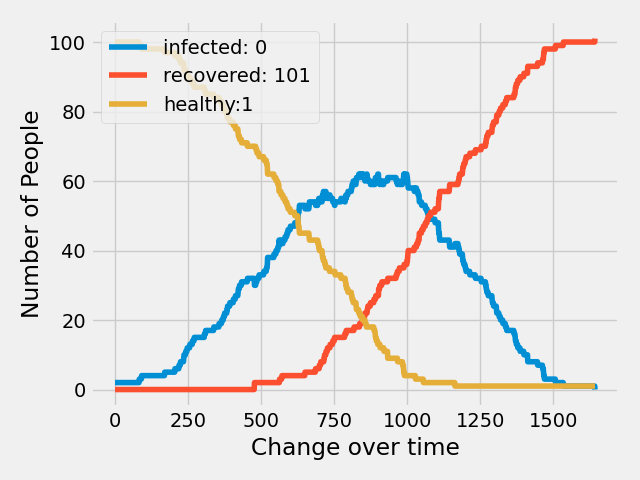 infected: 0
recovered: 101
healthy:1
100
80
60
40
20
0
Number of People
0 250 500 750 1000 1250 1500
Change over time